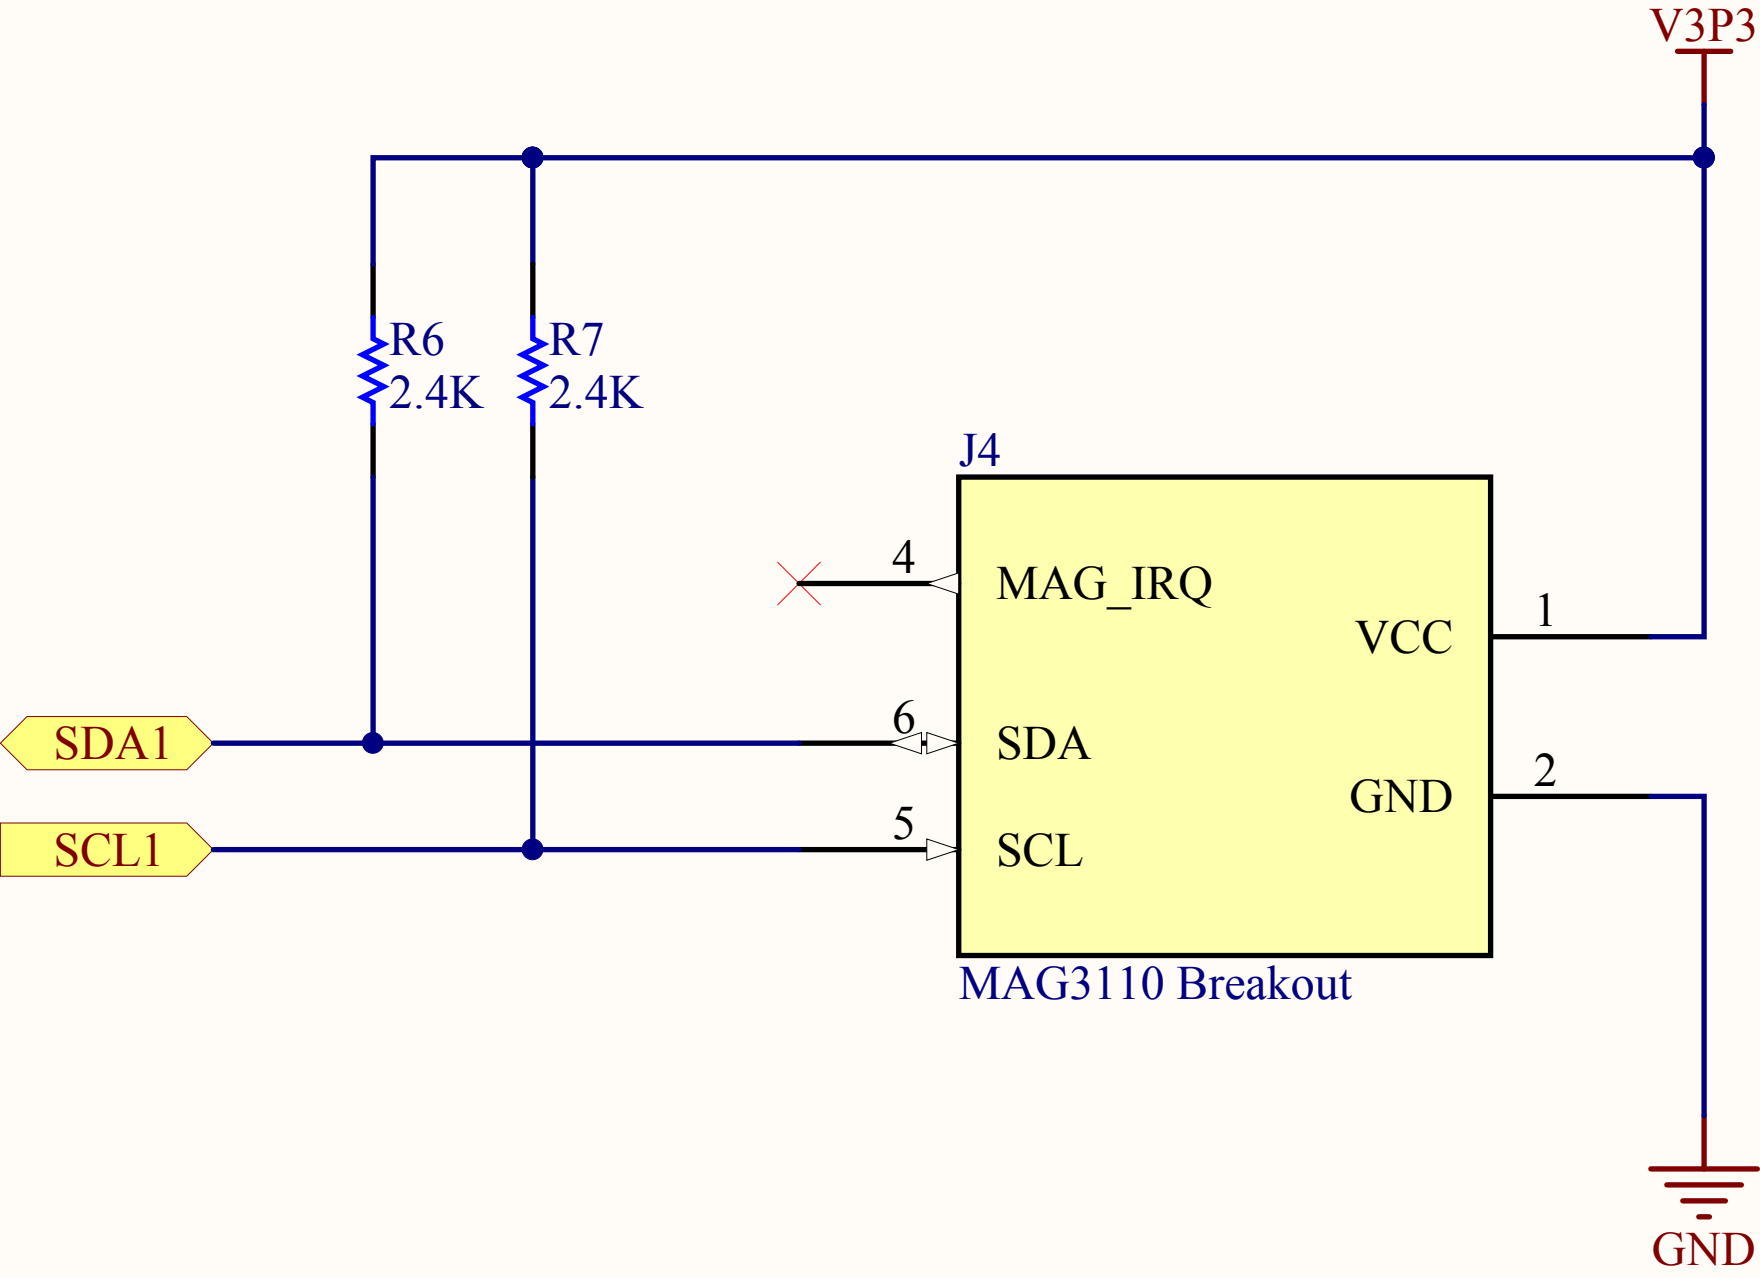 V3P3
R6
2.4K
R7
2.4K
J4
4
MAG_IRQ
1
VCC
6
SDA1
SDA
2
GND
5
SCL1
SCL
MAG3110 Breakout
GND